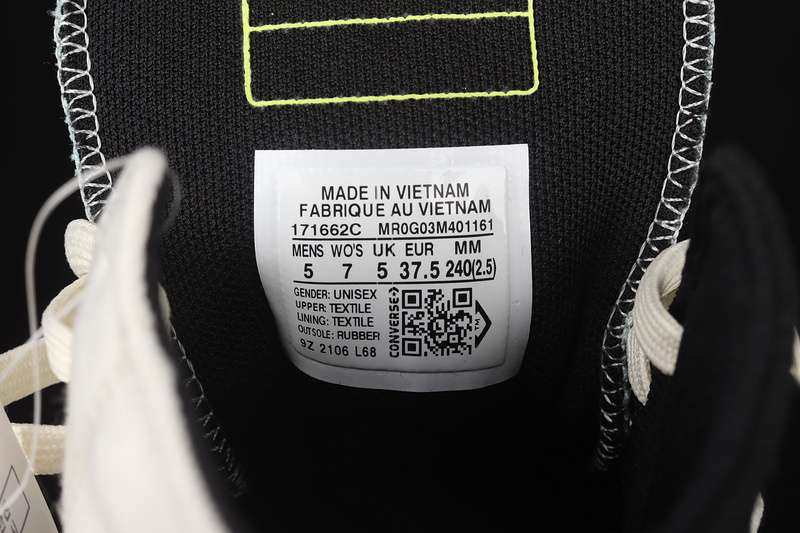 MADE IN VIETNAM
FABRIQUE AU VIETNAM
171662C MR0G03M401161
MENS WO'S UK EUR MM
5 7 5 37.5 240(2.5)
GENDER: UNISEX
UPPER: TEXTILE
LINING: TEXTILE
OUTSOLE: RUBBER
9Z 2106 L68
CONVERSE
TM